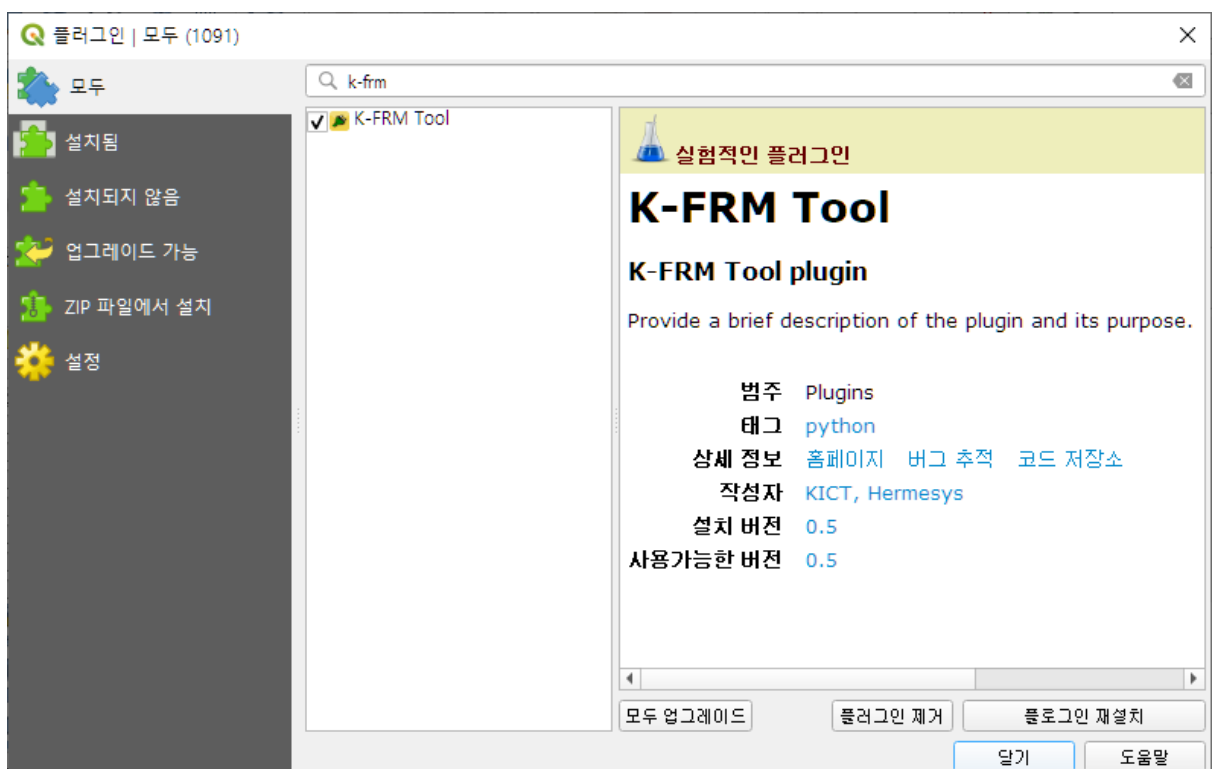 플러그인 | 모두 (1091)
모두
설치됨
설치되지 않음
업그레이드 가능
ZIP 파일에서 설치
설정
k-frm
K-FRM Tool
실험적인 플러그인
K-FRM Tool
K-FRM Tool plugin
Provide a brief description of the plugin and its purpose.
범주 Plugins
태그 python
상세 정보 홈페이지 버그 추적 코드 저장소
작성자 KICT, Hermesys
설치 버전 0.5
사용가능한 버전 0.5
모두 업그레이드 플러그인 제거 플로그인 재설치
닫기 도움말